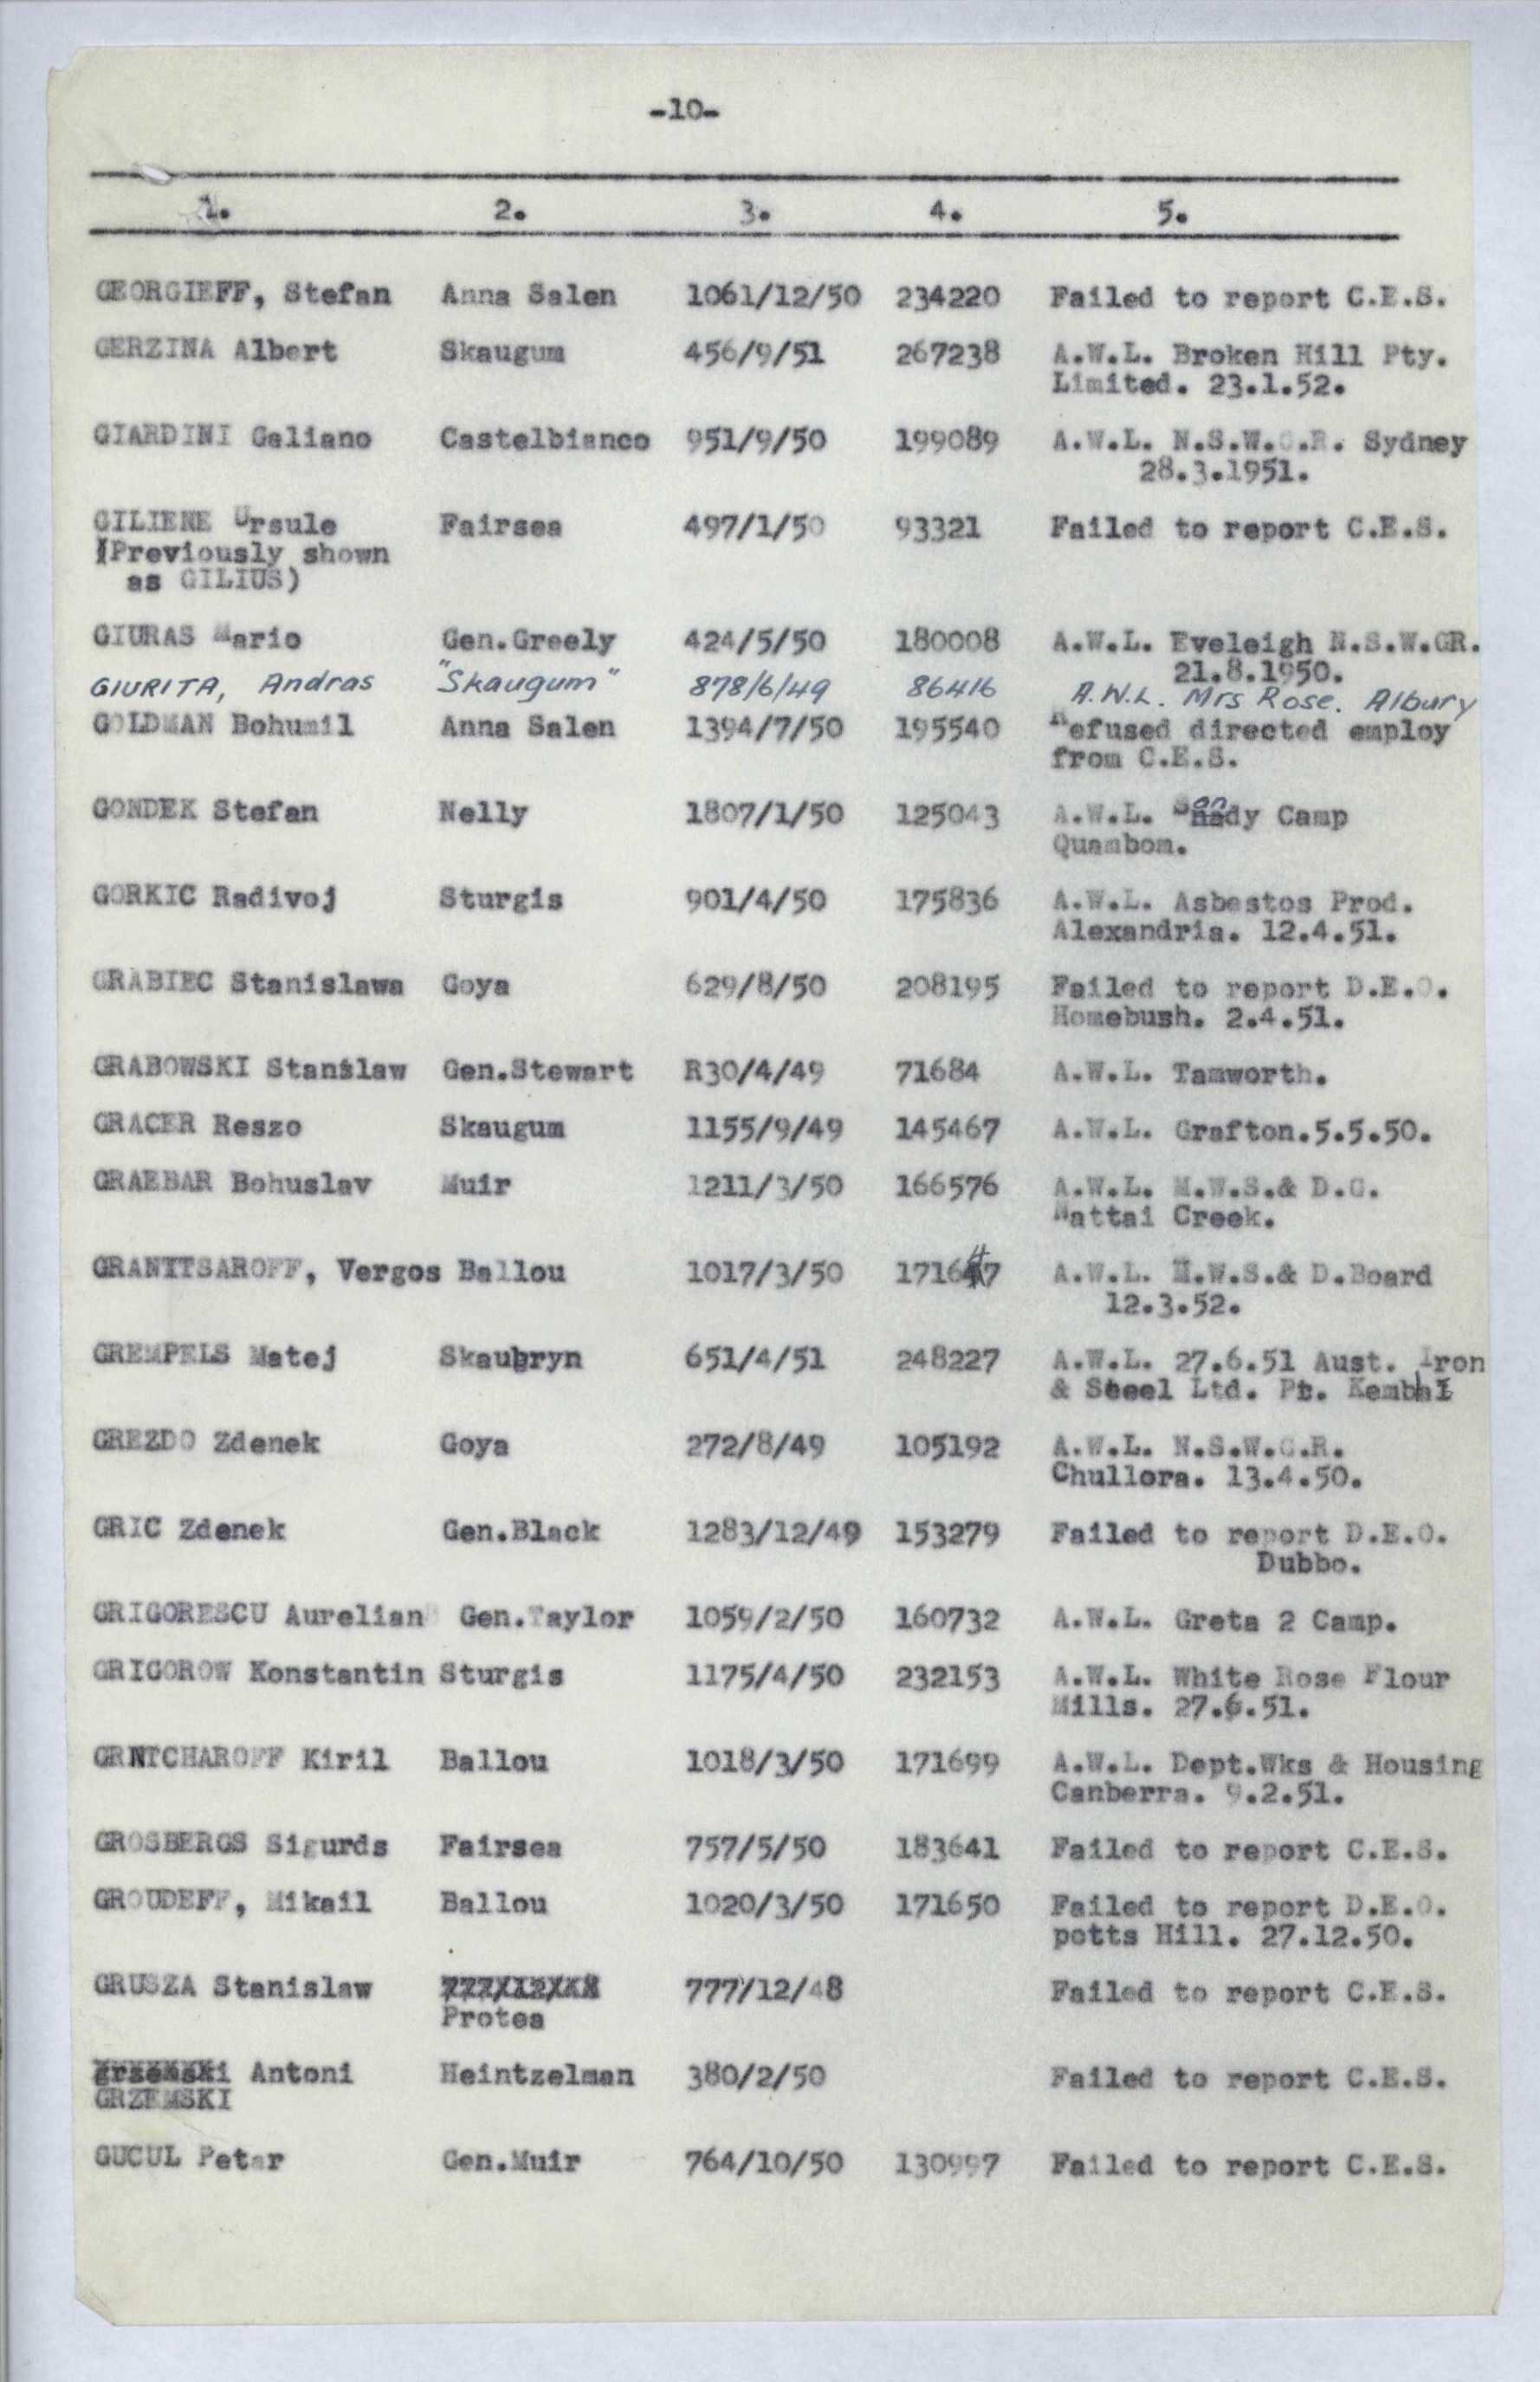 -10-
1. 2. 3. 4. 5.
GEORGIEFF, Stefan Anna Salen 1061/12/50 234220 Failed to report C.E.S.
GERZINA Albert Skaugum 456/9/51 267238 A.W.L. Broken Hill Pty.
Limited. 23.1.52.
GIARDINI Galiano Castelbianco 951/9/50 199089 A.W.L. N.S.W.G.R. Sydney
28.3.1951.
GILIENE Ursule Fairsea 497/1/50 93321 Failed to report C.E.S.
(Previously shown
as GILIUS)
GIURAS Mario Gen.Greely 424/5/50 180008 A.W.L. Eveleigh N.S.W.GR.
21.8.1950.
GIURITA, Andras "Skaugum" 878/6/49 86416 A.W.L. Mrs Rose. Albury
GOLDMAN Bohumil Anna Salen 1394/7/50 195540 Refused directed employ
from C.E.S.
GONDEK Stefan Nelly 1807/1/50 125043 A.W.L. Sandy Camp
Quambom.
GORKIC Radivoj Sturgis 901/4/50 175836 A.W.L. Asbestos Prod.
Alexandria. 12.4.51.
GRABIEC Stanislawa Goya 629/8/50 208195 Failed to report D.E.O.
Homebush. 2.4.51.
GRABOWSKI Stanislaw Gen.Stewart R30/4/49 71684 A.W.L. Tamworth.
GRACER Reszo Skaugum 1155/9/49 145467 A.W.L. Grafton.5.5.50.
GRAEBAR Bohuslav Muir 1211/3/50 166576 A.W.L. M.W.S.& D.C.
Nattai Creek.
GRANITSAROFF, Vergos Ballou 1017/3/50 171647 A.W.L. M.W.S.& D.Board
12.3.52.
GREMPELS Matej Skaubryn 651/4/51 248227 A.W.L. 27.6.51 Aust. Iron
& Steel Ltd. Pt. Kembla
GREZDO Zdenek Goya 272/8/49 105192 A.W.L. N.S.W.G.R.
Chullora. 13.4.50.
GRIC Zdenek Gen.Black 1283/12/49 153279 Failed to report D.E.O.
Dubbo.
GRIGORESCU Aurelian Gen.Taylor 1059/2/50 160732 A.W.L. Greta 2 Camp.
GRIGOROW Konstantin Sturgis 1175/4/50 232153 A.W.L. White Rose Flour
Mills. 27.6.51.
GRNTCHAROFF Kiril Ballou 1018/3/50 171699 A.W.L. Dept.Wks & Housing
Canberra. 9.2.51.
GROSBERGS Sigurds Fairsea 757/5/50 183641 Failed to report C.E.S.
GROUDEFF, Mikail Ballou 1020/3/50 171650 Failed to report D.E.O.
potts Hill. 27.12.50.
GRUSZA Stanislaw 777/12/48 777/12/48 Failed to report C.E.S.
Protea
grzemski Antoni Heintzelman 380/2/50 Failed to report C.E.S.
GRZEMSKI
GUCUL Petar Gen.Muir 764/10/50 130997 Failed to report C.E.S.